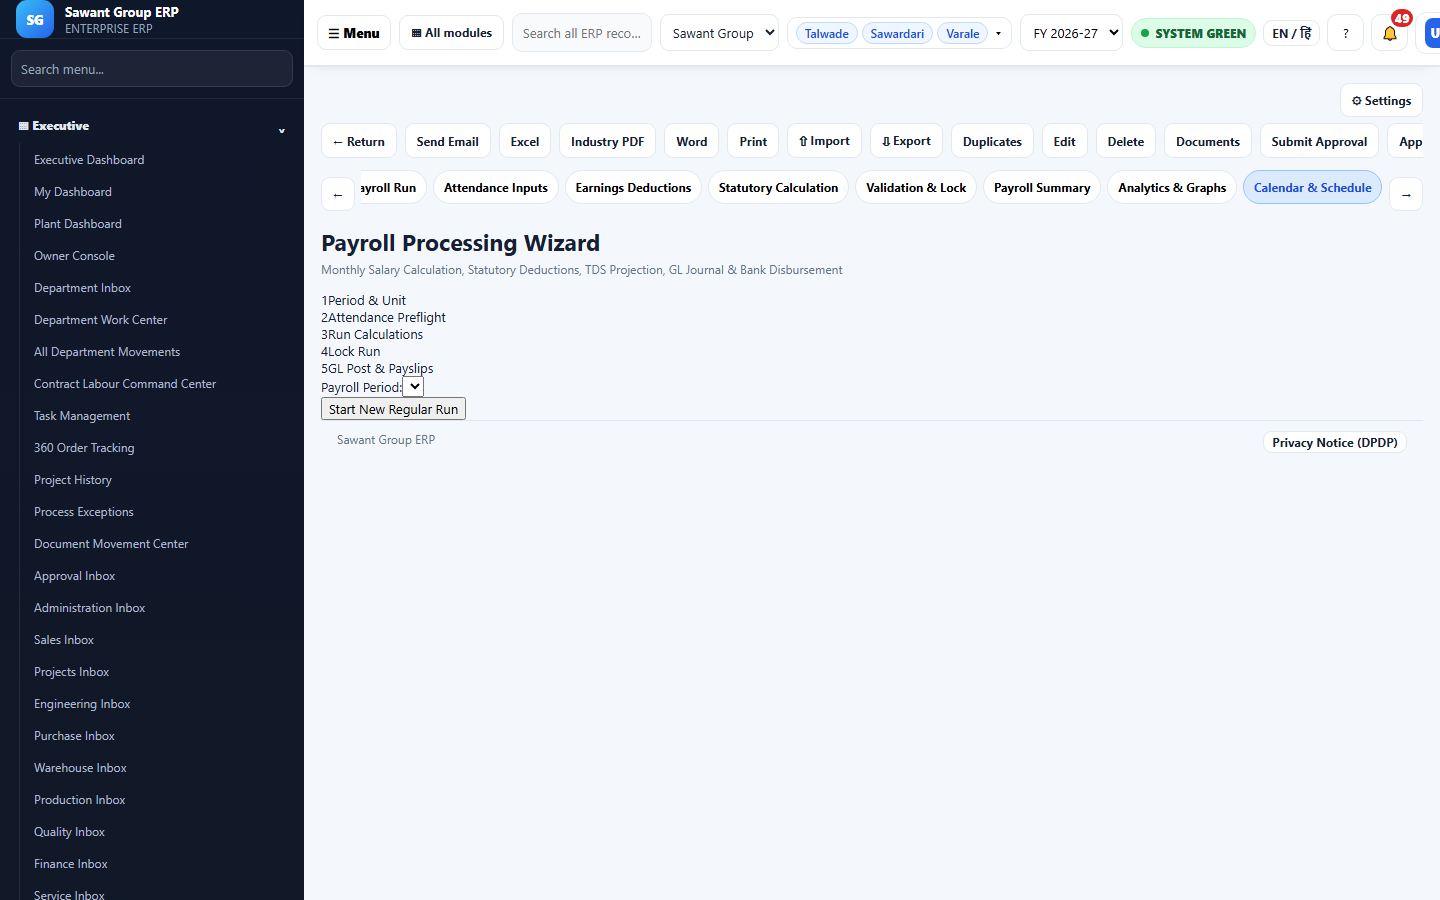 SG
Sawant Group ERP
ENTERPRISE ERP
Search menu...
Executive
Executive Dashboard
My Dashboard
Plant Dashboard
Owner Console
Department Inbox
Department Work Center
All Department Movements
Contract Labour Command Center
Task Management
360 Order Tracking
Project History
Process Exceptions
Document Movement Center
Approval Inbox
Administration Inbox
Sales Inbox
Projects Inbox
Engineering Inbox
Purchase Inbox
Warehouse Inbox
Production Inbox
Quality Inbox
Finance Inbox
Service Inbox
☰ Menu
All modules
Search all ERP reco...
Sawant Group
Talwade Sawardari Varale
FY 2026-27
SYSTEM GREEN
EN / हिं
?
49
U
⚙ Settings
← Return Send Email Excel Industry PDF Word Print ⇧ Import ⇩ Export Duplicates Edit Delete Documents Submit Approval App
← ayroll Run Attendance Inputs Earnings Deductions Statutory Calculation Validation & Lock Payroll Summary Analytics & Graphs Calendar & Schedule →
Payroll Processing Wizard
Monthly Salary Calculation, Statutory Deductions, TDS Projection, GL Journal & Bank Disbursement
1Period & Unit
2Attendance Preflight
3Run Calculations
4Lock Run
5GL Post & Payslips
Payroll Period:
Start New Regular Run
Sawant Group ERP
Privacy Notice (DPDP)